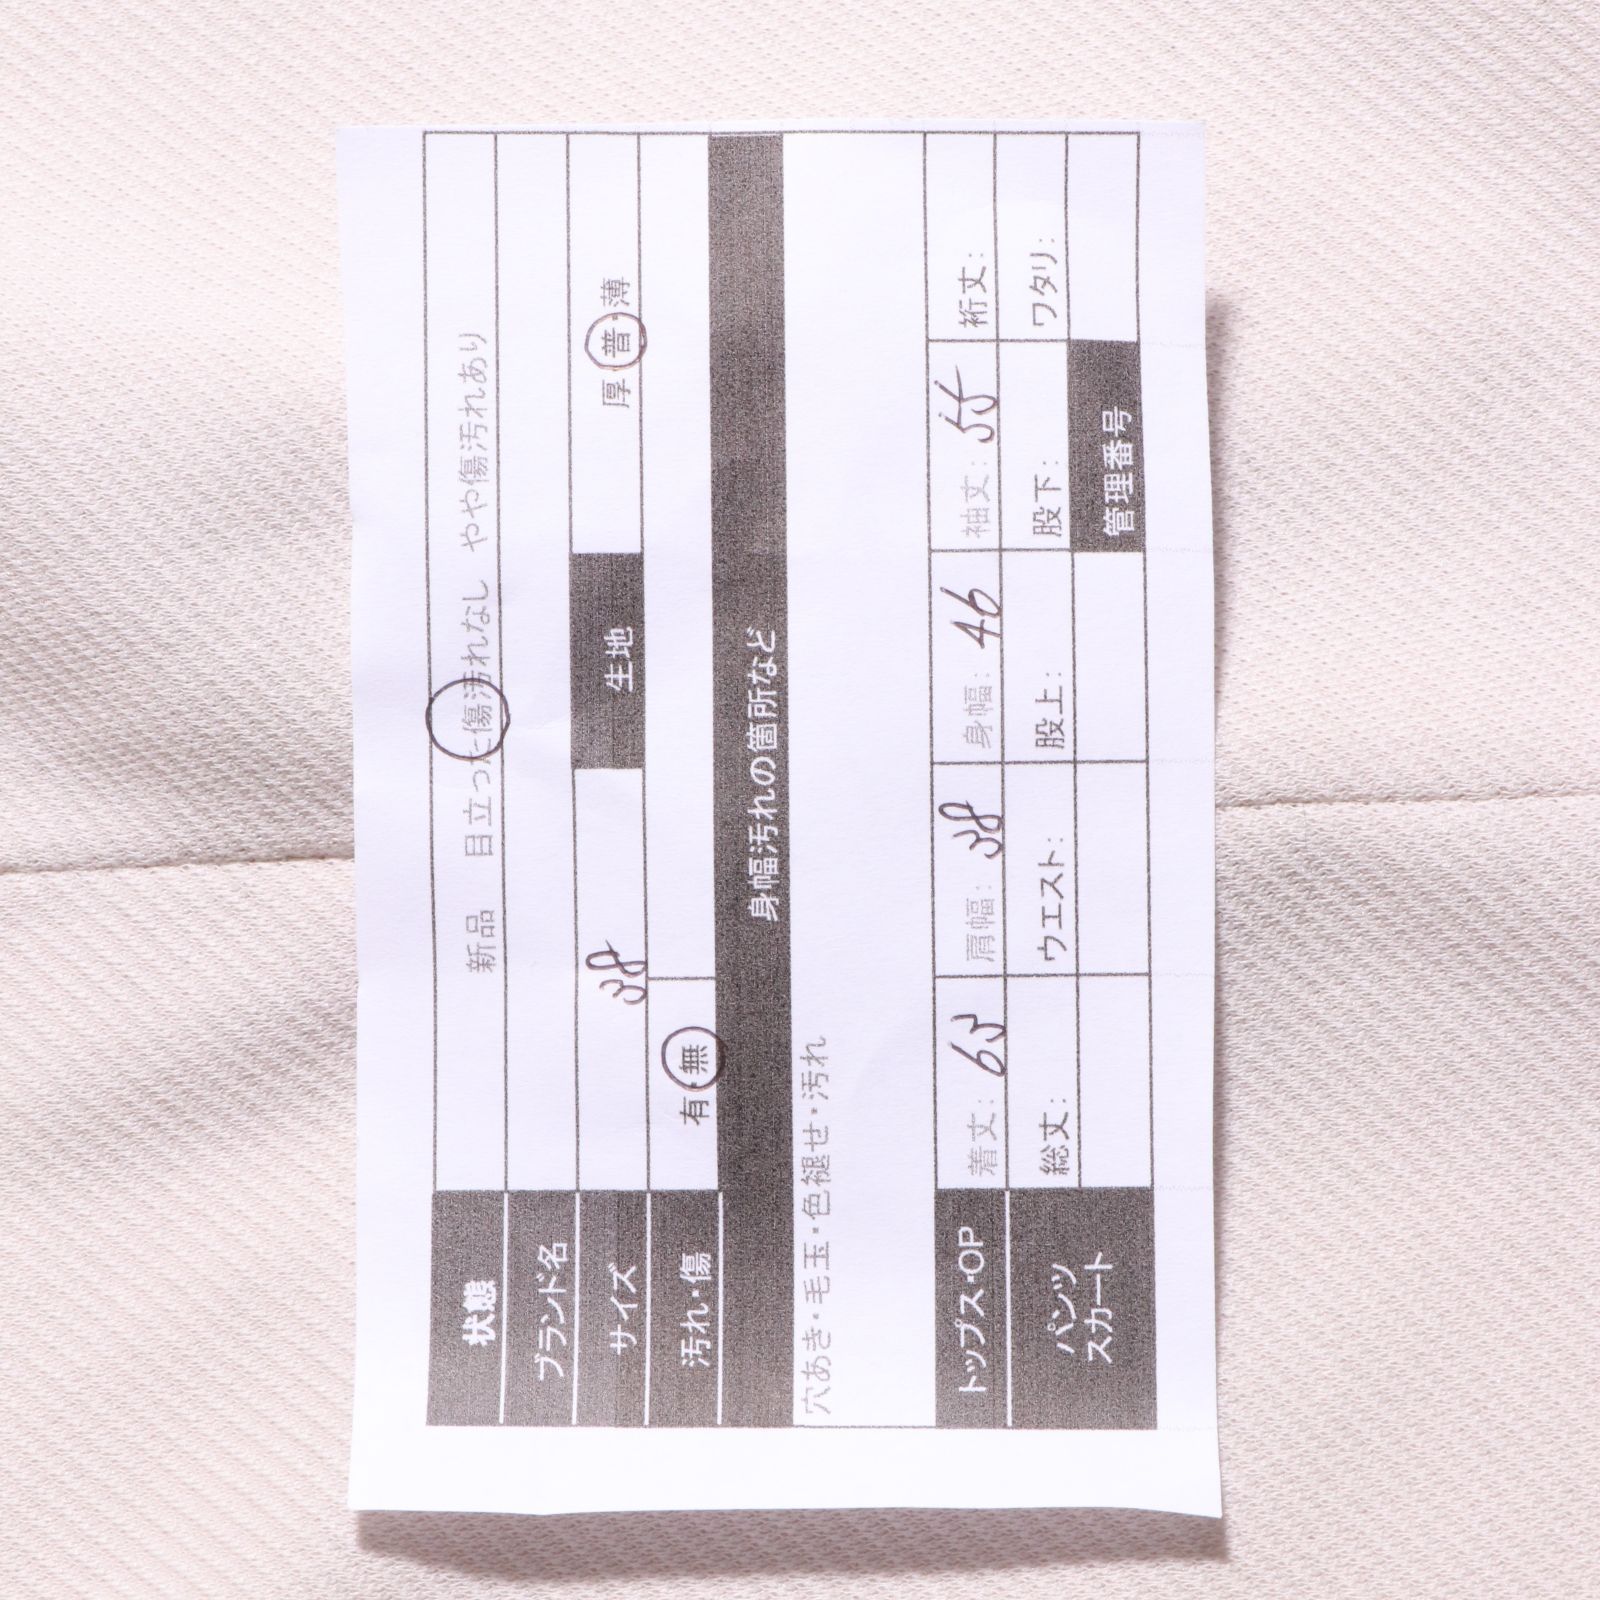 状態 新品 目立った傷汚れなし やや傷汚れあり
ブランド名
サイズ 38 生地 厚・普・薄
汚れ・傷 有・無
身幅汚れの箇所など
穴あき・毛玉・色褪せ・汚れ
トップス・OP 着丈: 65 肩幅: 38 身幅: 46 袖丈: 55 裄丈:
パンツ 総丈: ウエスト: 股上: 股下: ワタリ:
スカート 管理番号